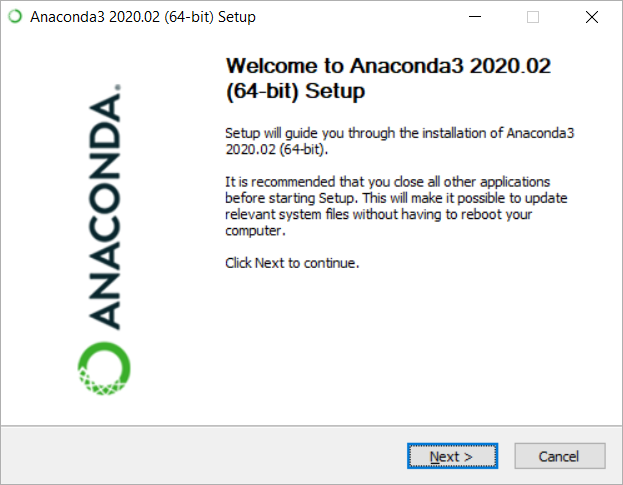 Anaconda3 2020.02 (64-bit) Setup
ANACONDA.
Welcome to Anaconda3 2020.02
(64-bit) Setup
Setup will guide you through the installation of Anaconda3
2020.02 (64-bit).
It is recommended that you close all other applications
before starting Setup. This will make it possible to update
relevant system files without having to reboot your
computer.
Click Next to continue.
Next >
Cancel